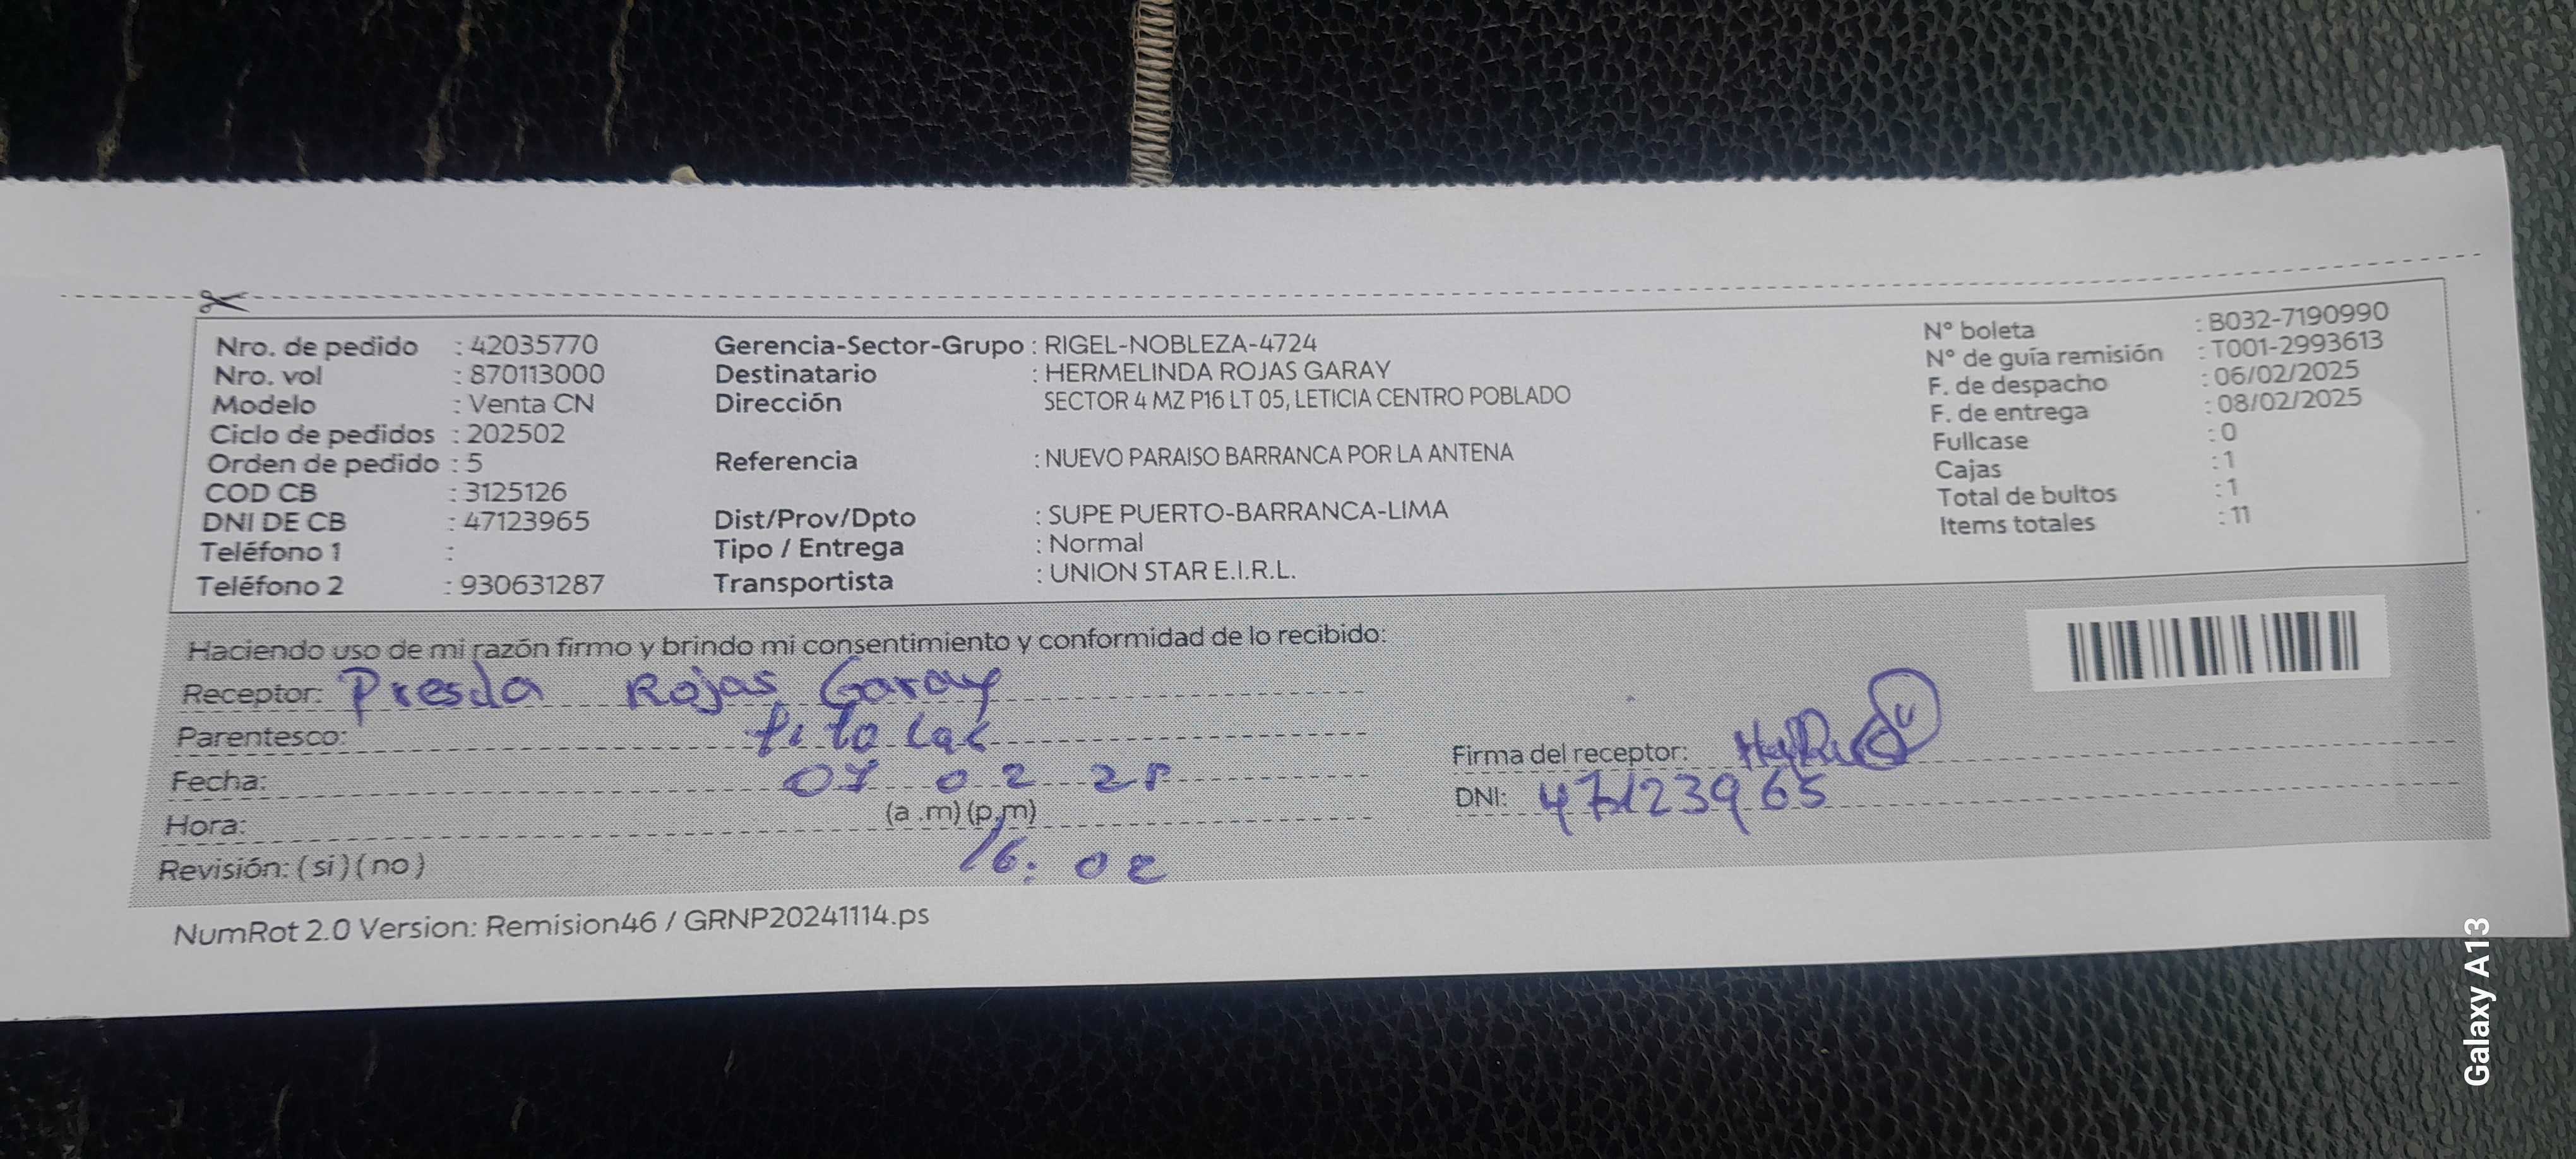 Nro. de pedido : 42035770
Nro. vol : 870113000
Modelo : Venta CN
Ciclo de pedidos : 202502
Orden de pedido : 5
COD CB : 3125126
DNI DE CB : 47123965
Teléfono 1 :
Teléfono 2 : 930631287
Gerencia-Sector-Grupo : RIGEL-NOBLEZA-4724
Destinatario : HERMELINDA ROJAS GARAY
Dirección SECTOR 4 MZ P16 LT 05, LETICIA CENTRO POBLADO
Referencia : NUEVO PARAISO BARRANCA POR LA ANTENA
Dist/Prov/Dpto : SUPE PUERTO-BARRANCA-LIMA
Tipo / Entrega : Normal
Transportista : UNION STAR E.I.R.L.
N° boleta : B032-7190990
N° de guía remisión : T001-2993613
F. de despacho : 06/02/2025
F. de entrega : 08/02/2025
Fullcase : 0
Cajas : 1
Total de bultos : 1
Items totales : 11
Haciendo uso de mi razón firmo y brindo mi consentimiento y conformidad de lo recibido:
Receptor: Rojas Garay
Parentesco:
Fecha: 07 02
Hora: (a .m) (p.m)
16: 02
Revisión: ( si ) ( no )
Firma del receptor:
DNI: 47123965
NumRot 2.0 Version: Remision46 / GRNP20241114.ps
Galaxy A13